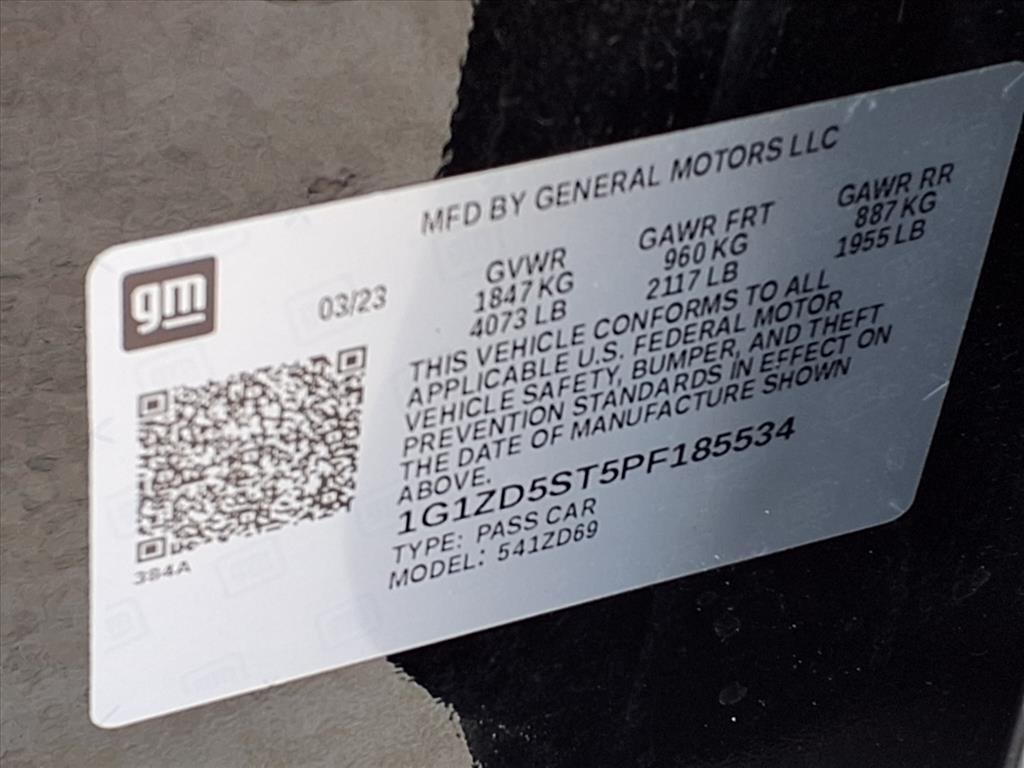 MFD BY GENERAL MOTORS LLC
gm
03/23
GVWR
1847 KG
4073 LB
GAWR FRT
960 KG
2117 LB
GAWR RR
887 KG
1955 LB
THIS VEHICLE CONFORMS TO ALL
APPLICABLE U.S. FEDERAL MOTOR
VEHICLE SAFETY, BUMPER, AND THEFT
PREVENTION STANDARDS IN EFFECT ON
THE DATE OF MANUFACTURE SHOWN
ABOVE.
1G1ZD5ST5PF185534
TYPE: PASS CAR
MODEL: 541ZD69
384A